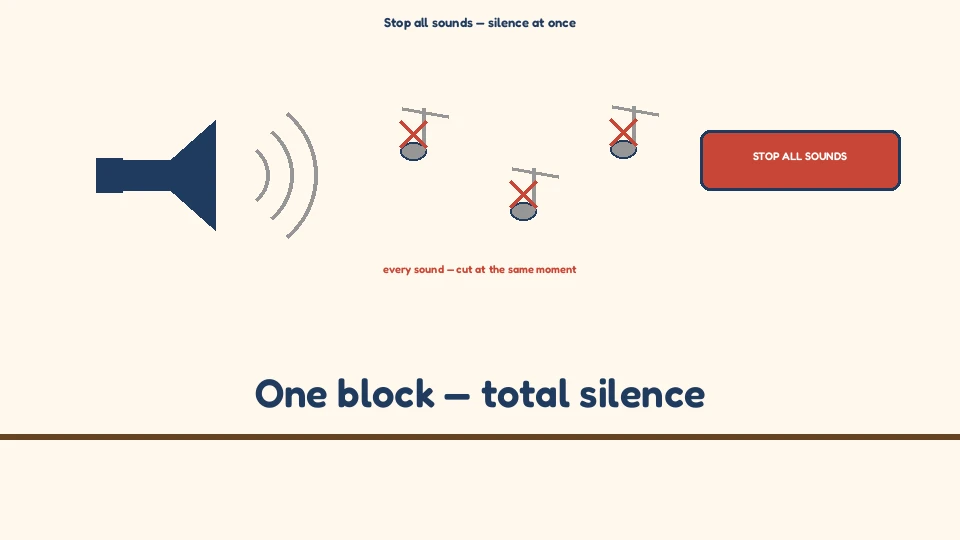 Stop all sounds — silence at once
STOP ALL SOUNDS
every sound — cut at the same moment
One block — total silence